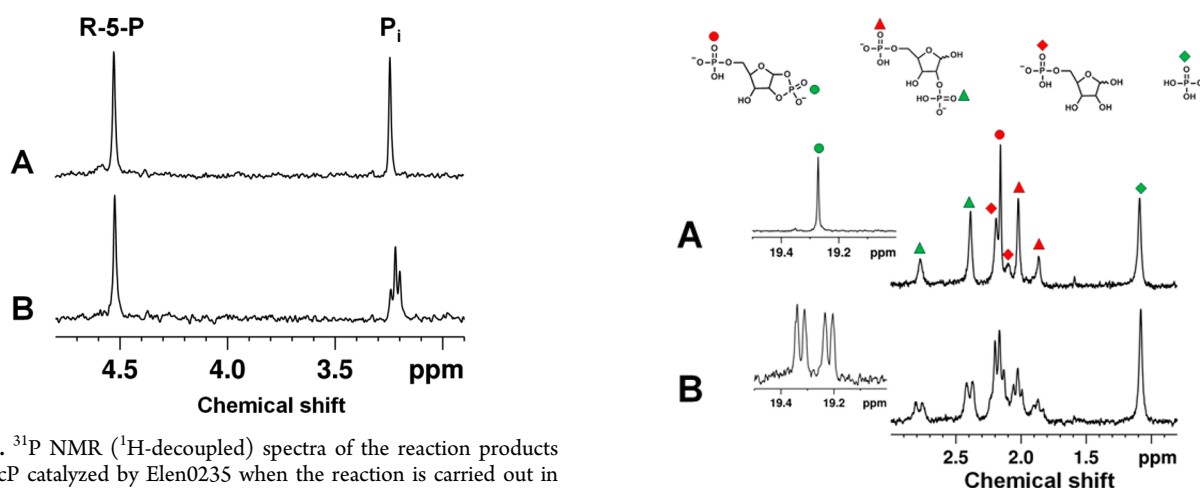 R-5-P Pi
A
B
4.5 4.0 3.5 ppm
Chemical shift
. ³¹P NMR (¹H-decoupled) spectra of the reaction products
cP catalyzed by Elen0235 when the reaction is carried out in
A
19.4 19.2 ppm
B
19.4 19.2 ppm
2.5 2.0 1.5 ppm
Chemical shift